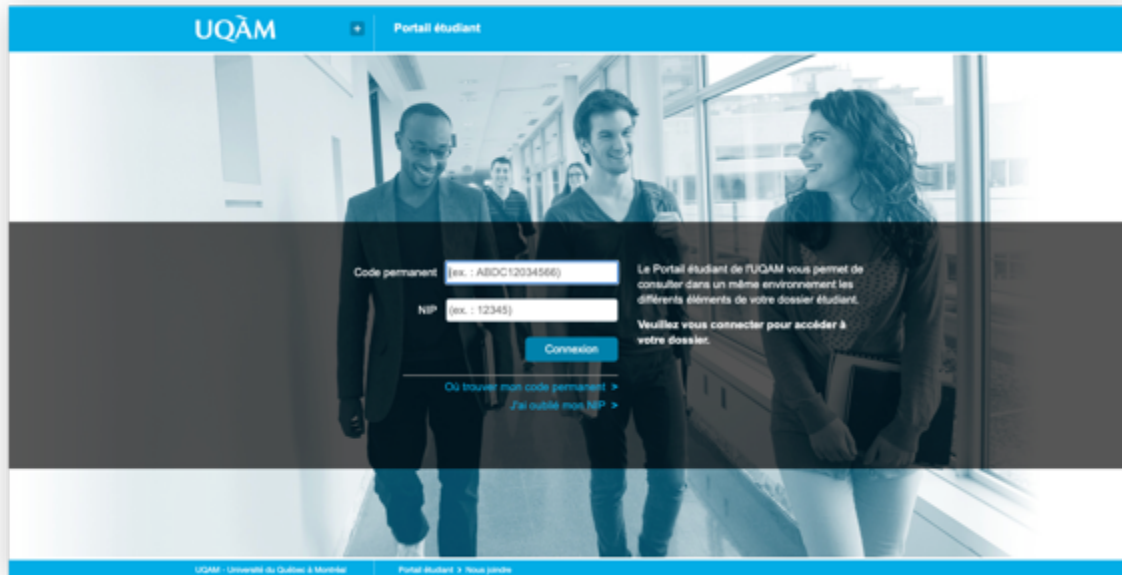 UQÀM
+
Portail étudiant
Code permanent
(ex. : ABDC12034566)
NIP
(ex. : 12345)
Connexion
Où trouver mon code permanent >
J'ai oublié mon NIP >
Le Portail étudiant de l'UQAM vous permet de
consulter dans un même environnement les
différents éléments de votre dossier étudiant.
Veuillez vous connecter pour accéder à
votre dossier.
UQAM - Université du Québec à Montréal
Portail étudiant > Nous joindre